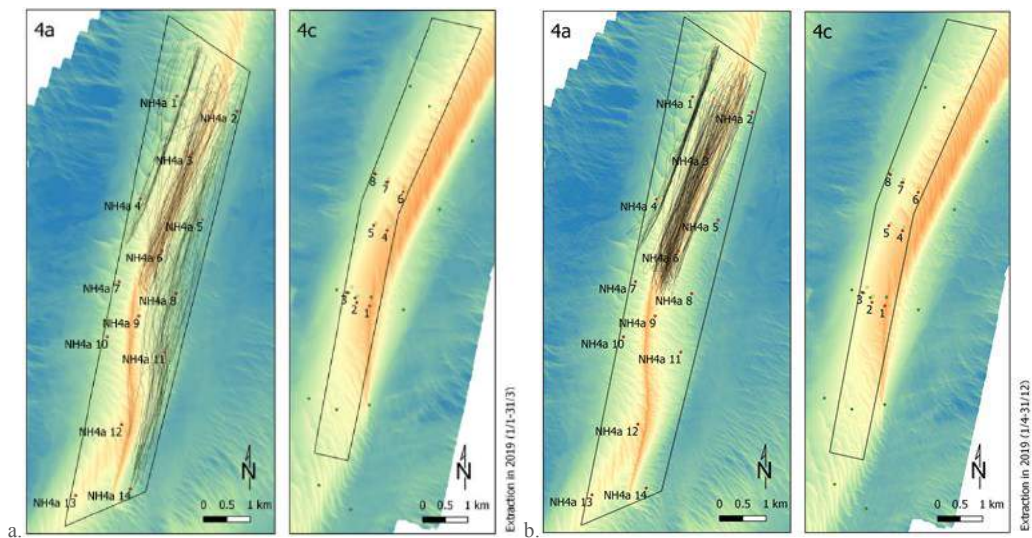 4a
NH4a 1
NH4a 2
NH4a 3
NH4a 4
NH4a 5
NH4a 6
NH4a 7
NH4a 8
NH4a 9
NH4a 10
NH4a 11
NH4a 12
NH4a 13
NH4a 14
N
0 0.5 1 km
4c
8
7
6
5
4
3
2
1
N
0 0.5 1 km
Extraction in 2019 (1/1-31/3)
a.
4a
NH4a 1
NH4a 2
NH4a 3
NH4a 4
NH4a 5
NH4a 6
NH4a 7
NH4a 8
NH4a 9
NH4a 10
NH4a 11
NH4a 12
NH4a 13
NH4a 14
N
0 0.5 1 km
4c
8
7
6
5
4
3
2
1
N
0 0.5 1 km
Extraction in 2019 (1/4-31/12)
b.